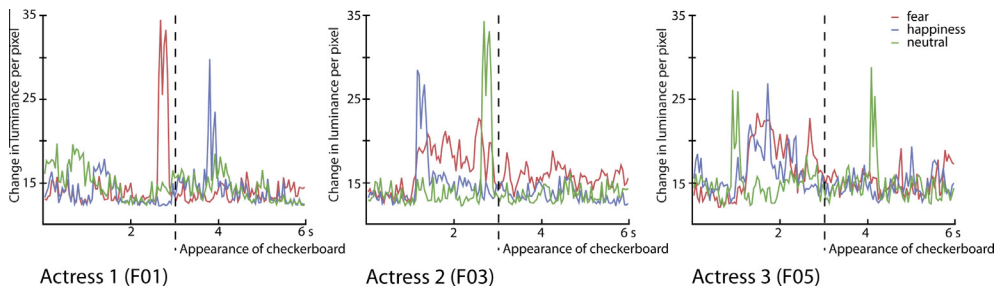 Change in luminance per pixel
35
25
15
2
4
6 s
Appearance of checkerboard
Actress 1 (F01)
Change in luminance per pixel
35
25
15
2
4
6 s
Appearance of checkerboard
Actress 2 (F03)
Change in luminance per pixel
35
25
15
2
4
6 s
Appearance of checkerboard
Actress 3 (F05)
fear
happiness
neutral